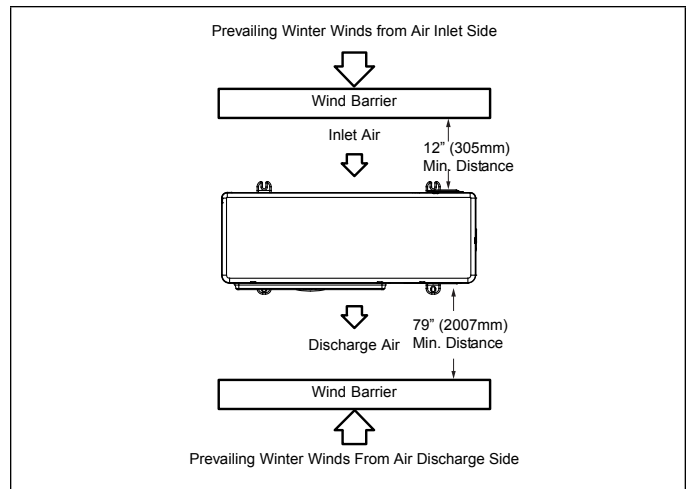 Prevailing Winter Winds from Air Inlet Side
Wind Barrier
Inlet Air
12” (305mm)
Min. Distance
79” (2007mm)
Min. Distance
Discharge Air
Wind Barrier
Prevailing Winter Winds From Air Discharge Side